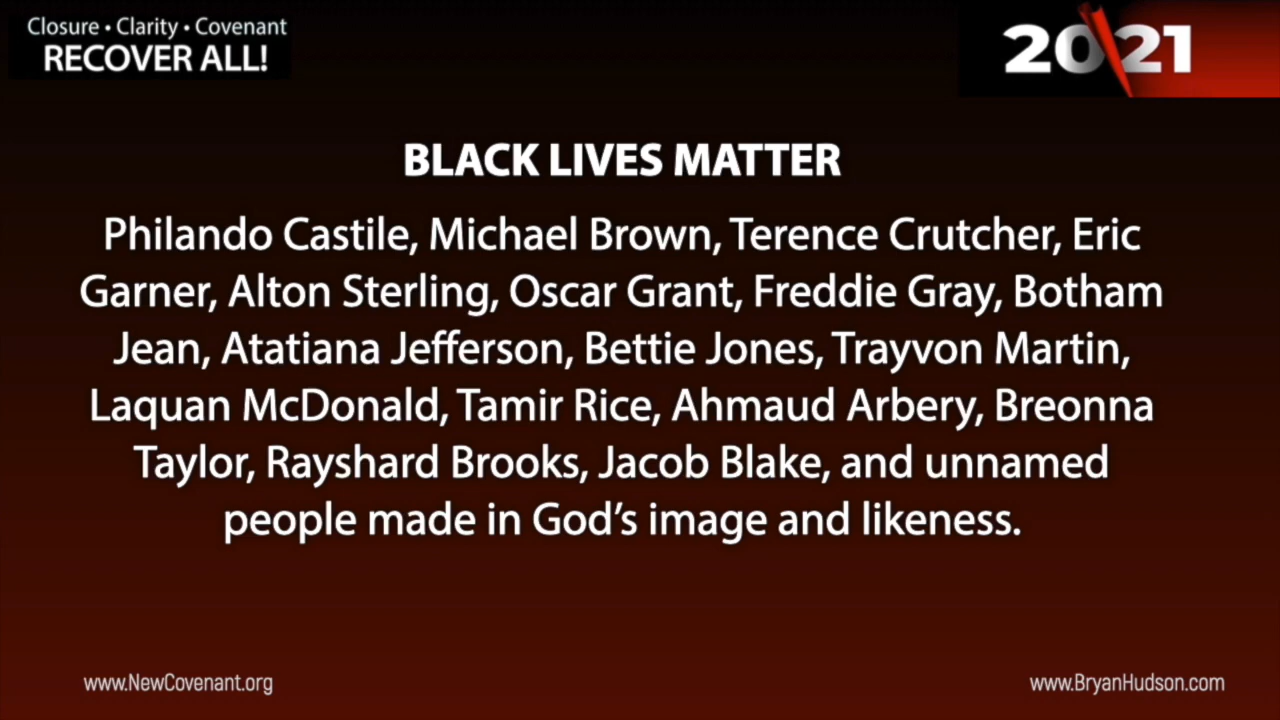 Closure • Clarity • Covenant
RECOVER ALL!
2021
BLACK LIVES MATTER
Philando Castile, Michael Brown, Terence Crutcher, Eric
Garner, Alton Sterling, Oscar Grant, Freddie Gray, Botham
Jean, Atatiana Jefferson, Bettie Jones, Trayvon Martin,
Laquan McDonald, Tamir Rice, Ahmaud Arbery, Breonna
Taylor, Rayshard Brooks, Jacob Blake, and unnamed
people made in God’s image and likeness.
www.NewCovenant.org
www.BryanHudson.com